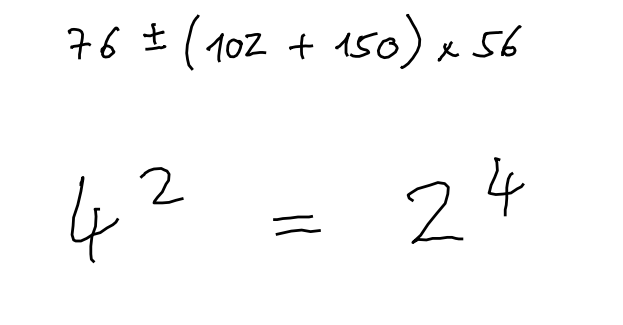 76 ± (102 + 150) × 56
4² = 2⁴